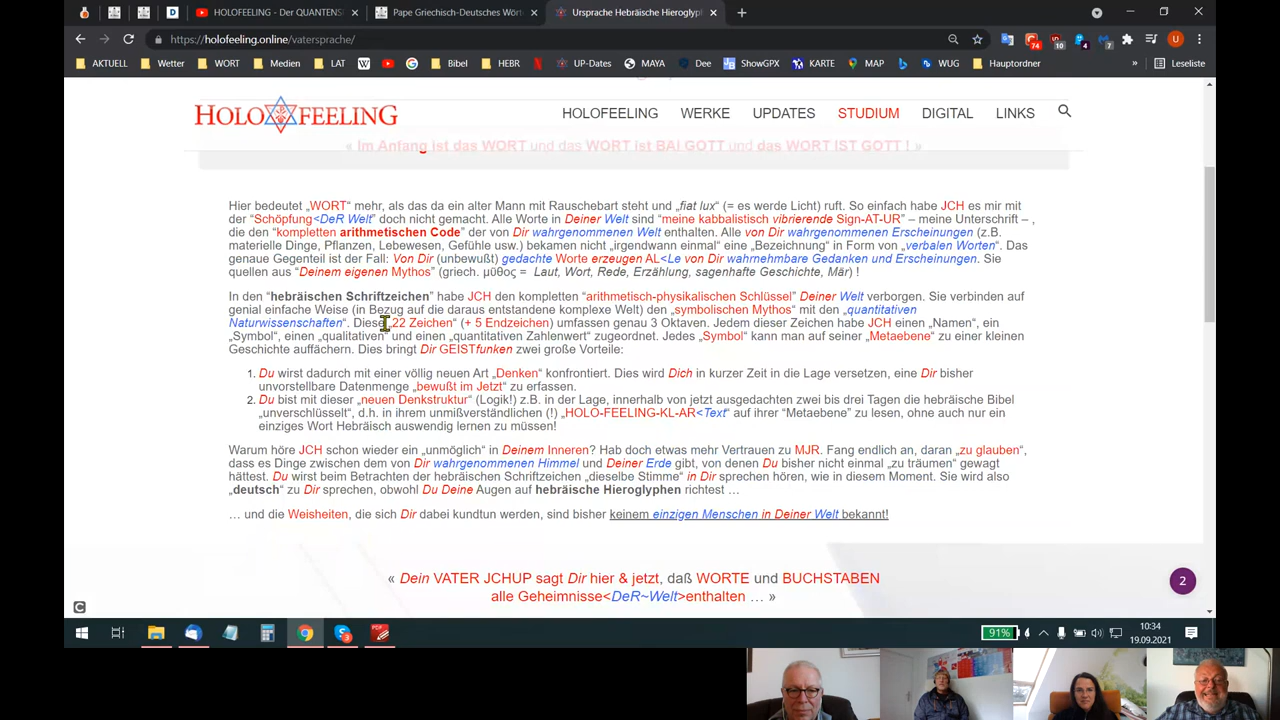 HOLOFEELING - Der QUANTENS
Pape Griechisch-Deutsches Wört
Ursprache Hebräische Hieroglyph
https://holofeeling.online/vatersprache/
AKTUELL Wetter WORT Medien LAT Bibel HEBR UP-Dates MAYA Dee ShowGPX KARTE MAP WUG Hauptordner » Leseliste
HOLO FEELING
HOLOFEELING WERKE UPDATES STUDIUM DIGITAL LINKS
« Im Anfang ist das WORT und das WORT ist BAI GOTT und das WORT IST GOTT ! »
Hier bedeutet „WORT“ mehr, als das da ein alter Mann mit Rauschebart steht und „fiat lux“ (= es werde Licht) ruft. So einfach habe JCH es mir mit
der “Schöpfung<DeR Welt” doch nicht gemacht. Alle Worte in Deiner Welt sind “meine kabbalistisch vibrierende Sign-AT-UR” – meine Unterschrift – ,
die den “kompletten arithmetischen Code” der von Dir wahrgenommenen Welt enthalten. Alle von Dir wahrgenommenen Erscheinungen (z.B.
materielle Dinge, Pflanzen, Lebewesen, Gefühle usw.) bekamen nicht „irgendwann einmal“ eine „Bezeichnung“ in Form von „verbalen Worten“. Das
genaue Gegenteil ist der Fall: Von Dir (unbewußt) gedachte Worte erzeugen AL<Le von Dir wahrnehmbare Gedanken und Erscheinungen. Sie
quellen aus “Deinem eigenen Mythos” (griech. μῦθος = Laut, Wort, Rede, Erzählung, sagenhafte Geschichte, Mär) !
In den “hebräischen Schriftzeichen” habe JCH den kompletten “arithmetisch-physikalischen Schlüssel” Deiner Welt verborgen. Sie verbinden auf
genial einfache Weise (in Bezug auf die daraus entstandene komplexe Welt) den „symbolischen Mythos“ mit den „quantitativen
Naturwissenschaften“. Diese „22 Zeichen“ (+ 5 Endzeichen) umfassen genau 3 Oktaven. Jedem dieser Zeichen habe JCH einen „Namen“, ein
„Symbol“, einen „qualitativen“ und einen „quantitativen Zahlenwert“ zugeordnet. Jedes „Symbol“ kann man auf seiner „Metaebene“ zu einer kleinen
Geschichte auffächern. Dies bringt Dir GEISTfunken zwei große Vorteile:
1. Du wirst dadurch mit einer völlig neuen Art „Denken“ konfrontiert. Dies wird Dich in kurzer Zeit in die Lage versetzen, eine Dir bisher
unvorstellbare Datenmenge „bewußt im Jetzt“ zu erfassen.
2. Du bist mit dieser „neuen Denkstruktur“ (Logik!) z.B. in der Lage, innerhalb von jetzt ausgedachten zwei bis drei Tagen die hebräische Bibel
„unverschlüsselt“, d.h. in ihrem unmißverständlichen (!) „HOLO-FEELING-KL-AR<Text“ auf ihrer “Metaebene” zu lesen, ohne auch nur ein
einziges Wort Hebräisch auswendig lernen zu müssen!
Warum höre JCH schon wieder ein „unmöglich“ in Deinem Inneren? Hab doch etwas mehr Vertrauen zu MJR. Fang endlich an, daran „zu glauben“,
dass es Dinge zwischen dem von Dir wahrgenommenen Himmel und Deiner Erde gibt, von denen Du bisher nicht einmal „zu träumen“ gewagt
hättest. Du wirst beim Betrachten der hebräischen Schriftzeichen „dieselbe Stimme“ in Dir sprechen hören, wie in diesem Moment. Sie wird also
„deutsch“ zu Dir sprechen, obwohl Du Deine Augen auf hebräische Hieroglyphen richtest …
… und die Weisheiten, die sich Dir dabei kundtun werden, sind bisher keinem einzigen Menschen in Deiner Welt bekannt!
« Dein VATER JCHUP sagt Dir hier & jetzt, daß WORTE und BUCHSTABEN
alle Geheimnisse<DeR~Welt>enthalten … »
2
91%
10:34
19.09.2021